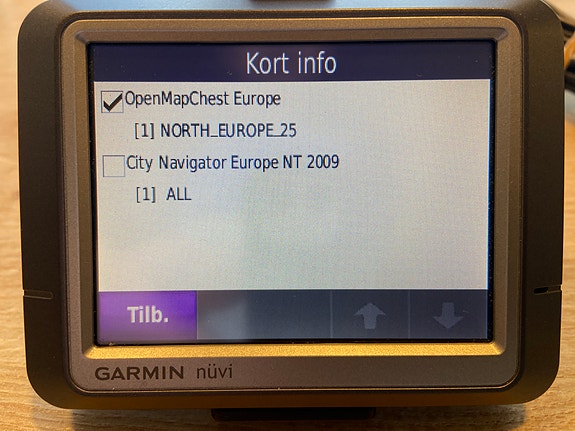 Kort info
OpenMapChest Europe
[1] NORTH_EUROPE_25
City Navigator Europe NT 2009
[1] ALL
Tilb.
GARMIN nüvi